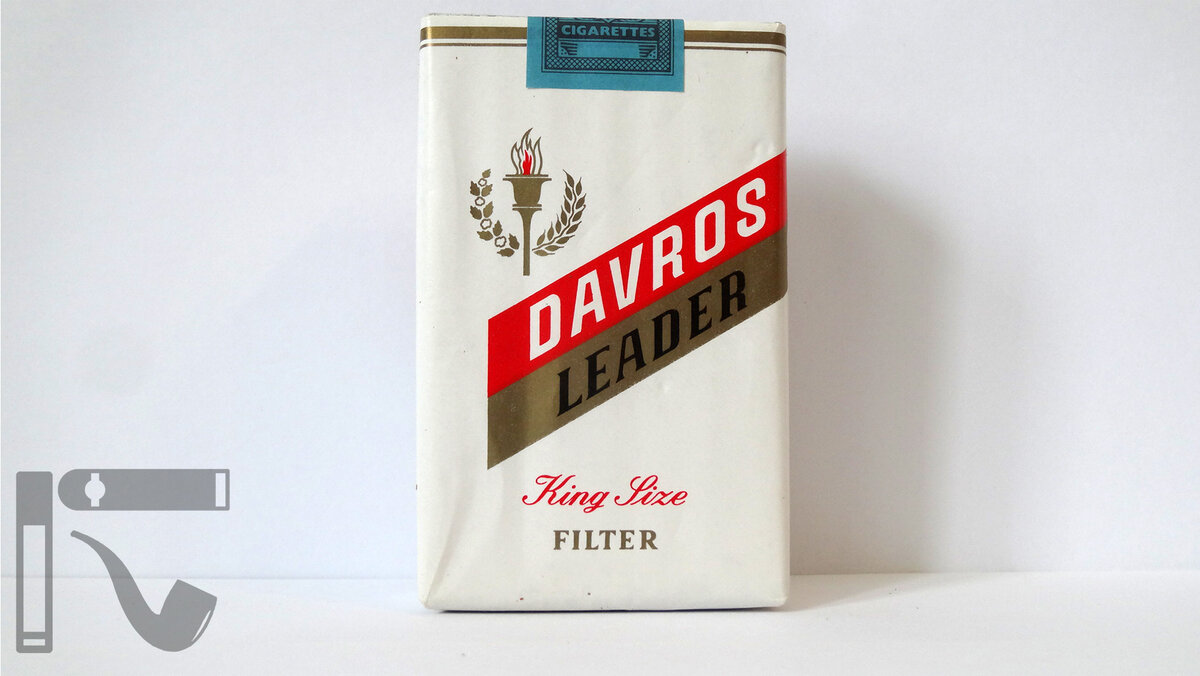 CIGARETTES
DAVROS
LEADER
King Size
FILTER